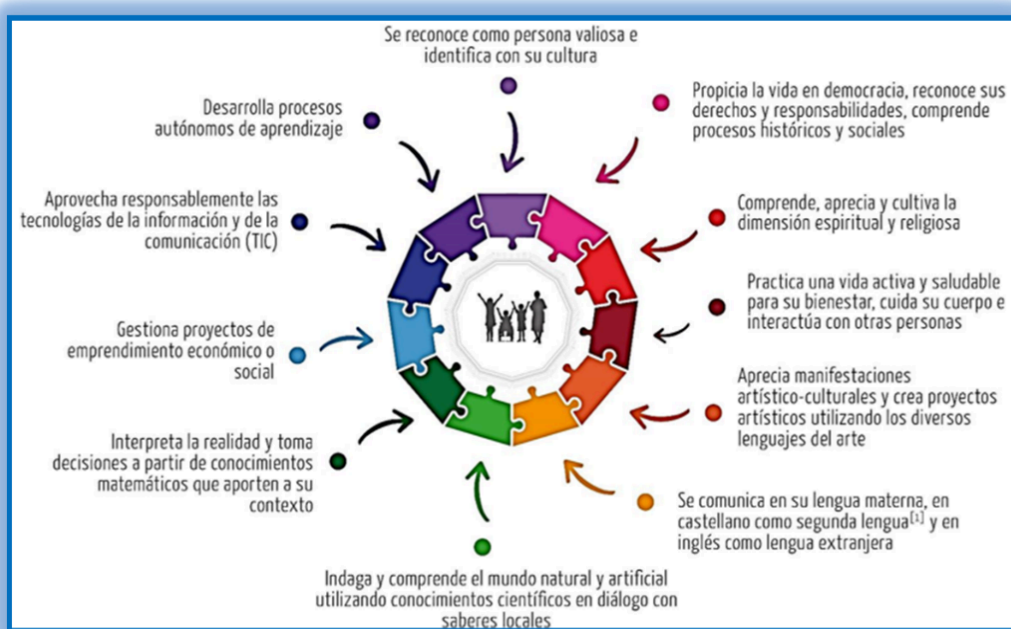 Se reconoce como persona valiosa e
identifica con su cultura
Propicia la vida en democracia, reconoce sus
derechos y responsabilidades, comprende
procesos históricos y sociales
Comprende, aprecia y cultiva la
dimensión espiritual y religiosa
Practica una vida activa y saludable
para su bienestar, cuida su cuerpo e
interactúa con otras personas
Aprecia manifestaciones
artístico-culturales y crea proyectos
artísticos utilizando los diversos
lenguajes del arte
Se comunica en su lengua materna, en
castellano como segunda lengua[1] y en
inglés como lengua extranjera
Indaga y comprende el mundo natural y artificial
utilizando conocimientos científicos en diálogo con
saberes locales
Interpreta la realidad y toma
decisiones a partir de conocimientos
matemáticos que aporten a su
contexto
Gestiona proyectos de
emprendimiento económico o
social
Aprovecha responsablemente las
tecnologías de la información y de la
comunicación (TIC)
Desarrolla procesos
autónomos de aprendizaje